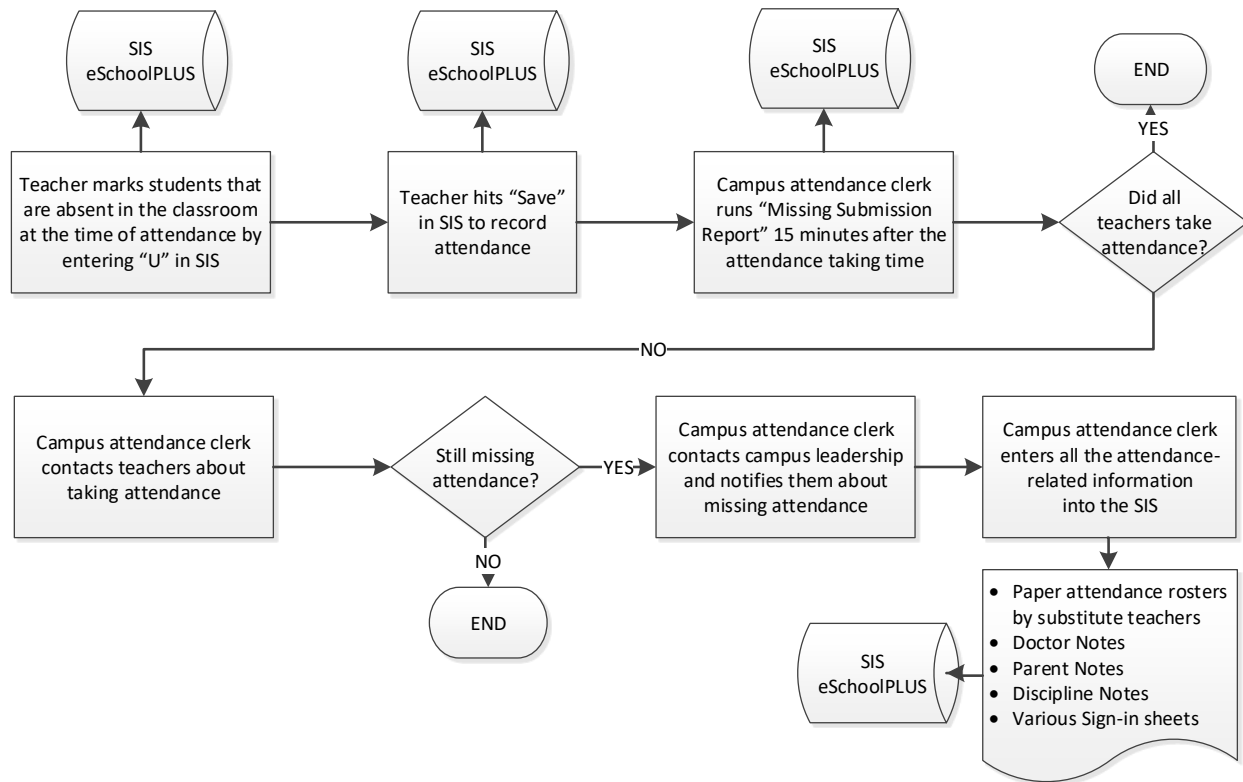 SIS
eSchoolPLUS
SIS
eSchoolPLUS
SIS
eSchoolPLUS
END
YES
Teacher marks students that
are absent in the classroom
at the time of attendance by
entering “U” in SIS
Teacher hits “Save”
in SIS to record
attendance
Campus attendance clerk
runs “Missing Submission
Report” 15 minutes after the
attendance taking time
Did all
teachers take
attendance?
NO
Campus attendance clerk
contacts teachers about
taking attendance
Still missing
attendance?
YES
Campus attendance clerk
contacts campus leadership
and notifies them about
missing attendance
Campus attendance clerk
enters all the attendance-
related information
into the SIS
NO
END
SIS
eSchoolPLUS
• Paper attendance rosters
by substitute teachers
• Doctor Notes
• Parent Notes
• Discipline Notes
• Various Sign-in sheets